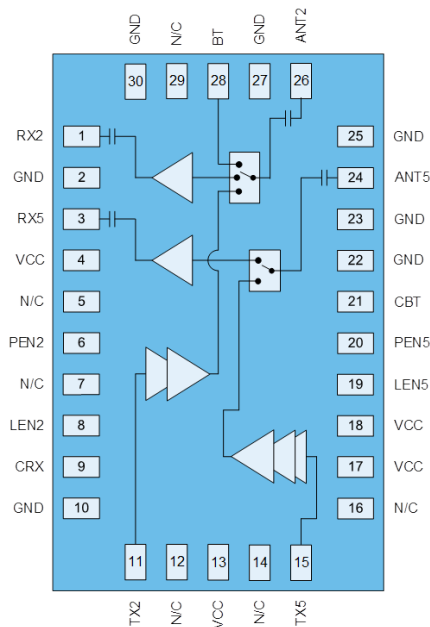 GND N/C BT GND ANT2
30 29 28 27 26
RX2 1 25 GND
GND 2 24 ANT5
RX5 3 23 GND
VCC 4 22 GND
N/C 5 21 CBT
PEN2 6 20 PEN5
N/C 7 19 LEN5
LEN2 8 18 VCC
CRX 9 17 VCC
GND 10 16 N/C
11 12 13 14 15
TX2 N/C VCC N/C TX5